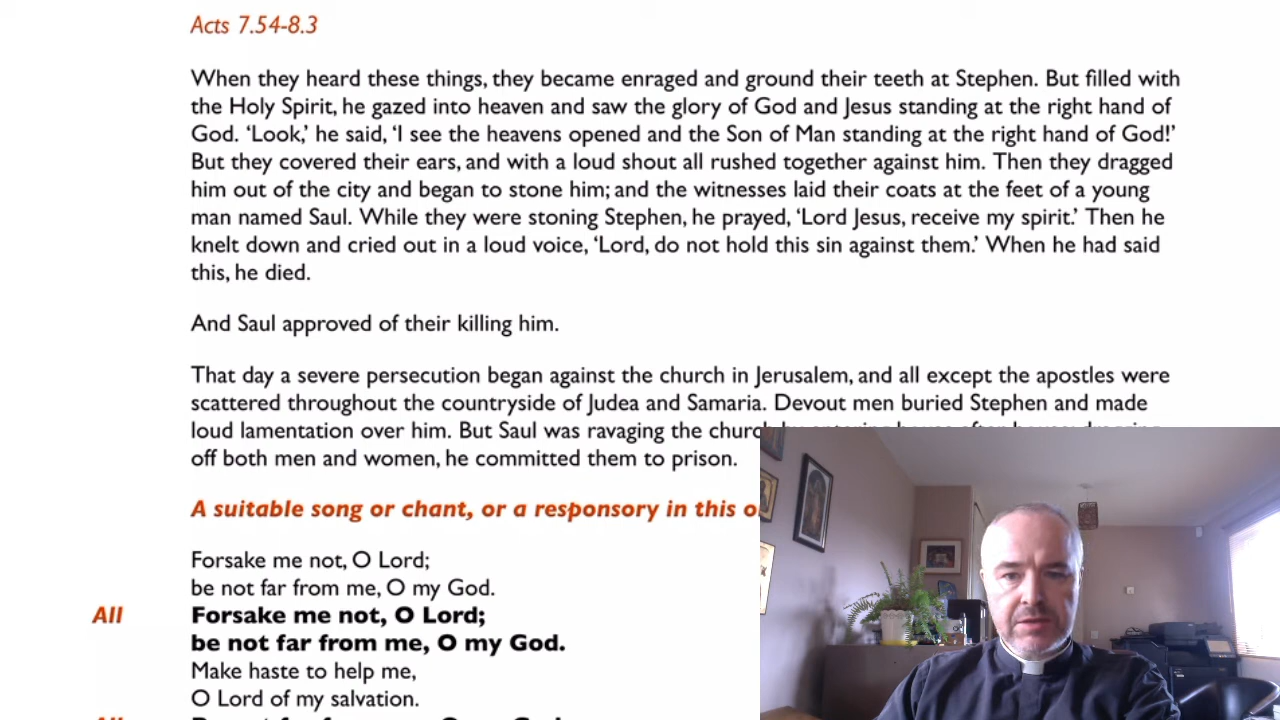 Acts 7.54-8.3
When they heard these things, they became enraged and ground their teeth at Stephen. But filled with
the Holy Spirit, he gazed into heaven and saw the glory of God and Jesus standing at the right hand of
God. ‘Look,’ he said, ‘I see the heavens opened and the Son of Man standing at the right hand of God!’
But they covered their ears, and with a loud shout all rushed together against him. Then they dragged
him out of the city and began to stone him; and the witnesses laid their coats at the feet of a young
man named Saul. While they were stoning Stephen, he prayed, ‘Lord Jesus, receive my spirit.’ Then he
knelt down and cried out in a loud voice, ‘Lord, do not hold this sin against them.’ When he had said
this, he died.
And Saul approved of their killing him.
That day a severe persecution began against the church in Jerusalem, and all except the apostles were
scattered throughout the countryside of Judea and Samaria. Devout men buried Stephen and made
loud lamentation over him. But Saul was ravaging the
off both men and women, he committed them to prison.
A suitable song or chant, or a responsory in this
Forsake me not, O Lord;
be not far from me, O my God.
All Forsake me not, O Lord;
be not far from me, O my God.
Make haste to help me,
O Lord of my salvation.